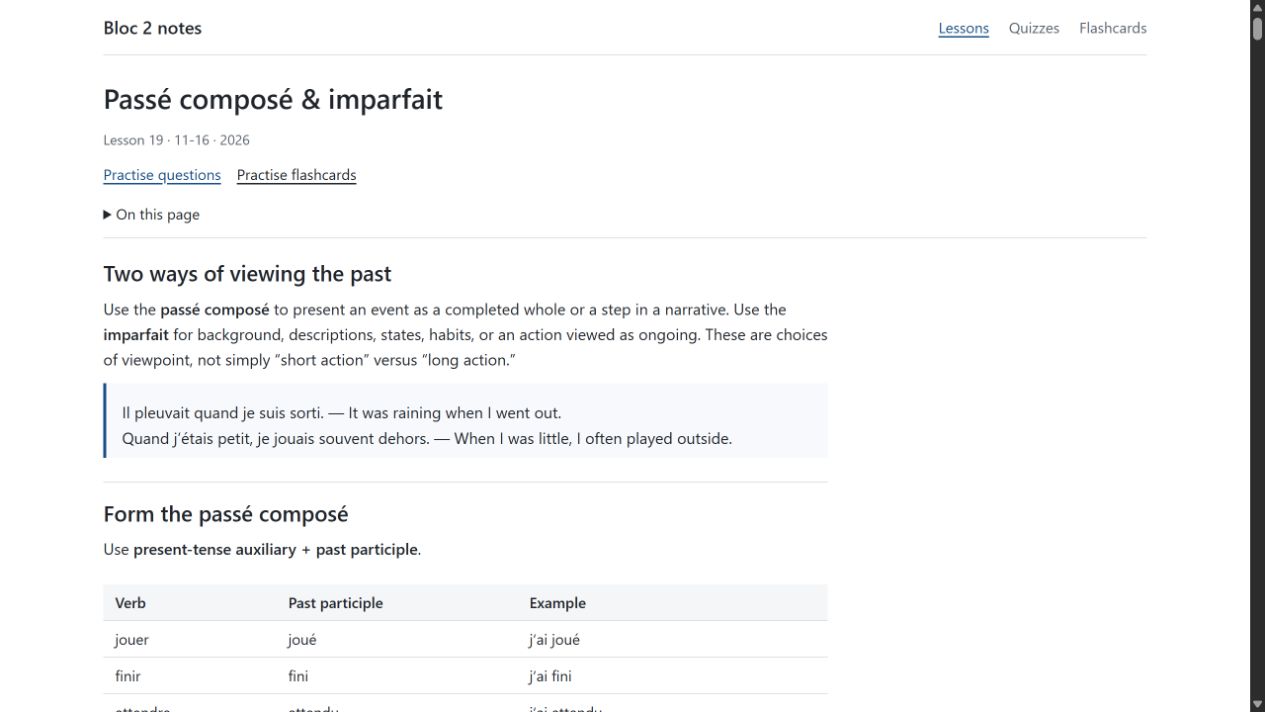 Bloc 2 notes
Lessons Quizzes Flashcards
Passé composé & imparfait
Lesson 19 · 11-16 · 2026
Practise questions Practise flashcards
On this page
Two ways of viewing the past
Use the passé composé to present an event as a completed whole or a step in a narrative. Use the
imparfait for background, descriptions, states, habits, or an action viewed as ongoing. These are choices
of viewpoint, not simply “short action” versus “long action.”
Il pleuvait quand je suis sorti. — It was raining when I went out.
Quand j’étais petit, je jouais souvent dehors. — When I was little, I often played outside.
Form the passé composé
Use present-tense auxiliary + past participle.
Verb Past participle Example
jouer joué j’ai joué
finir fini j’ai fini
attendre attendu j’ai attendu